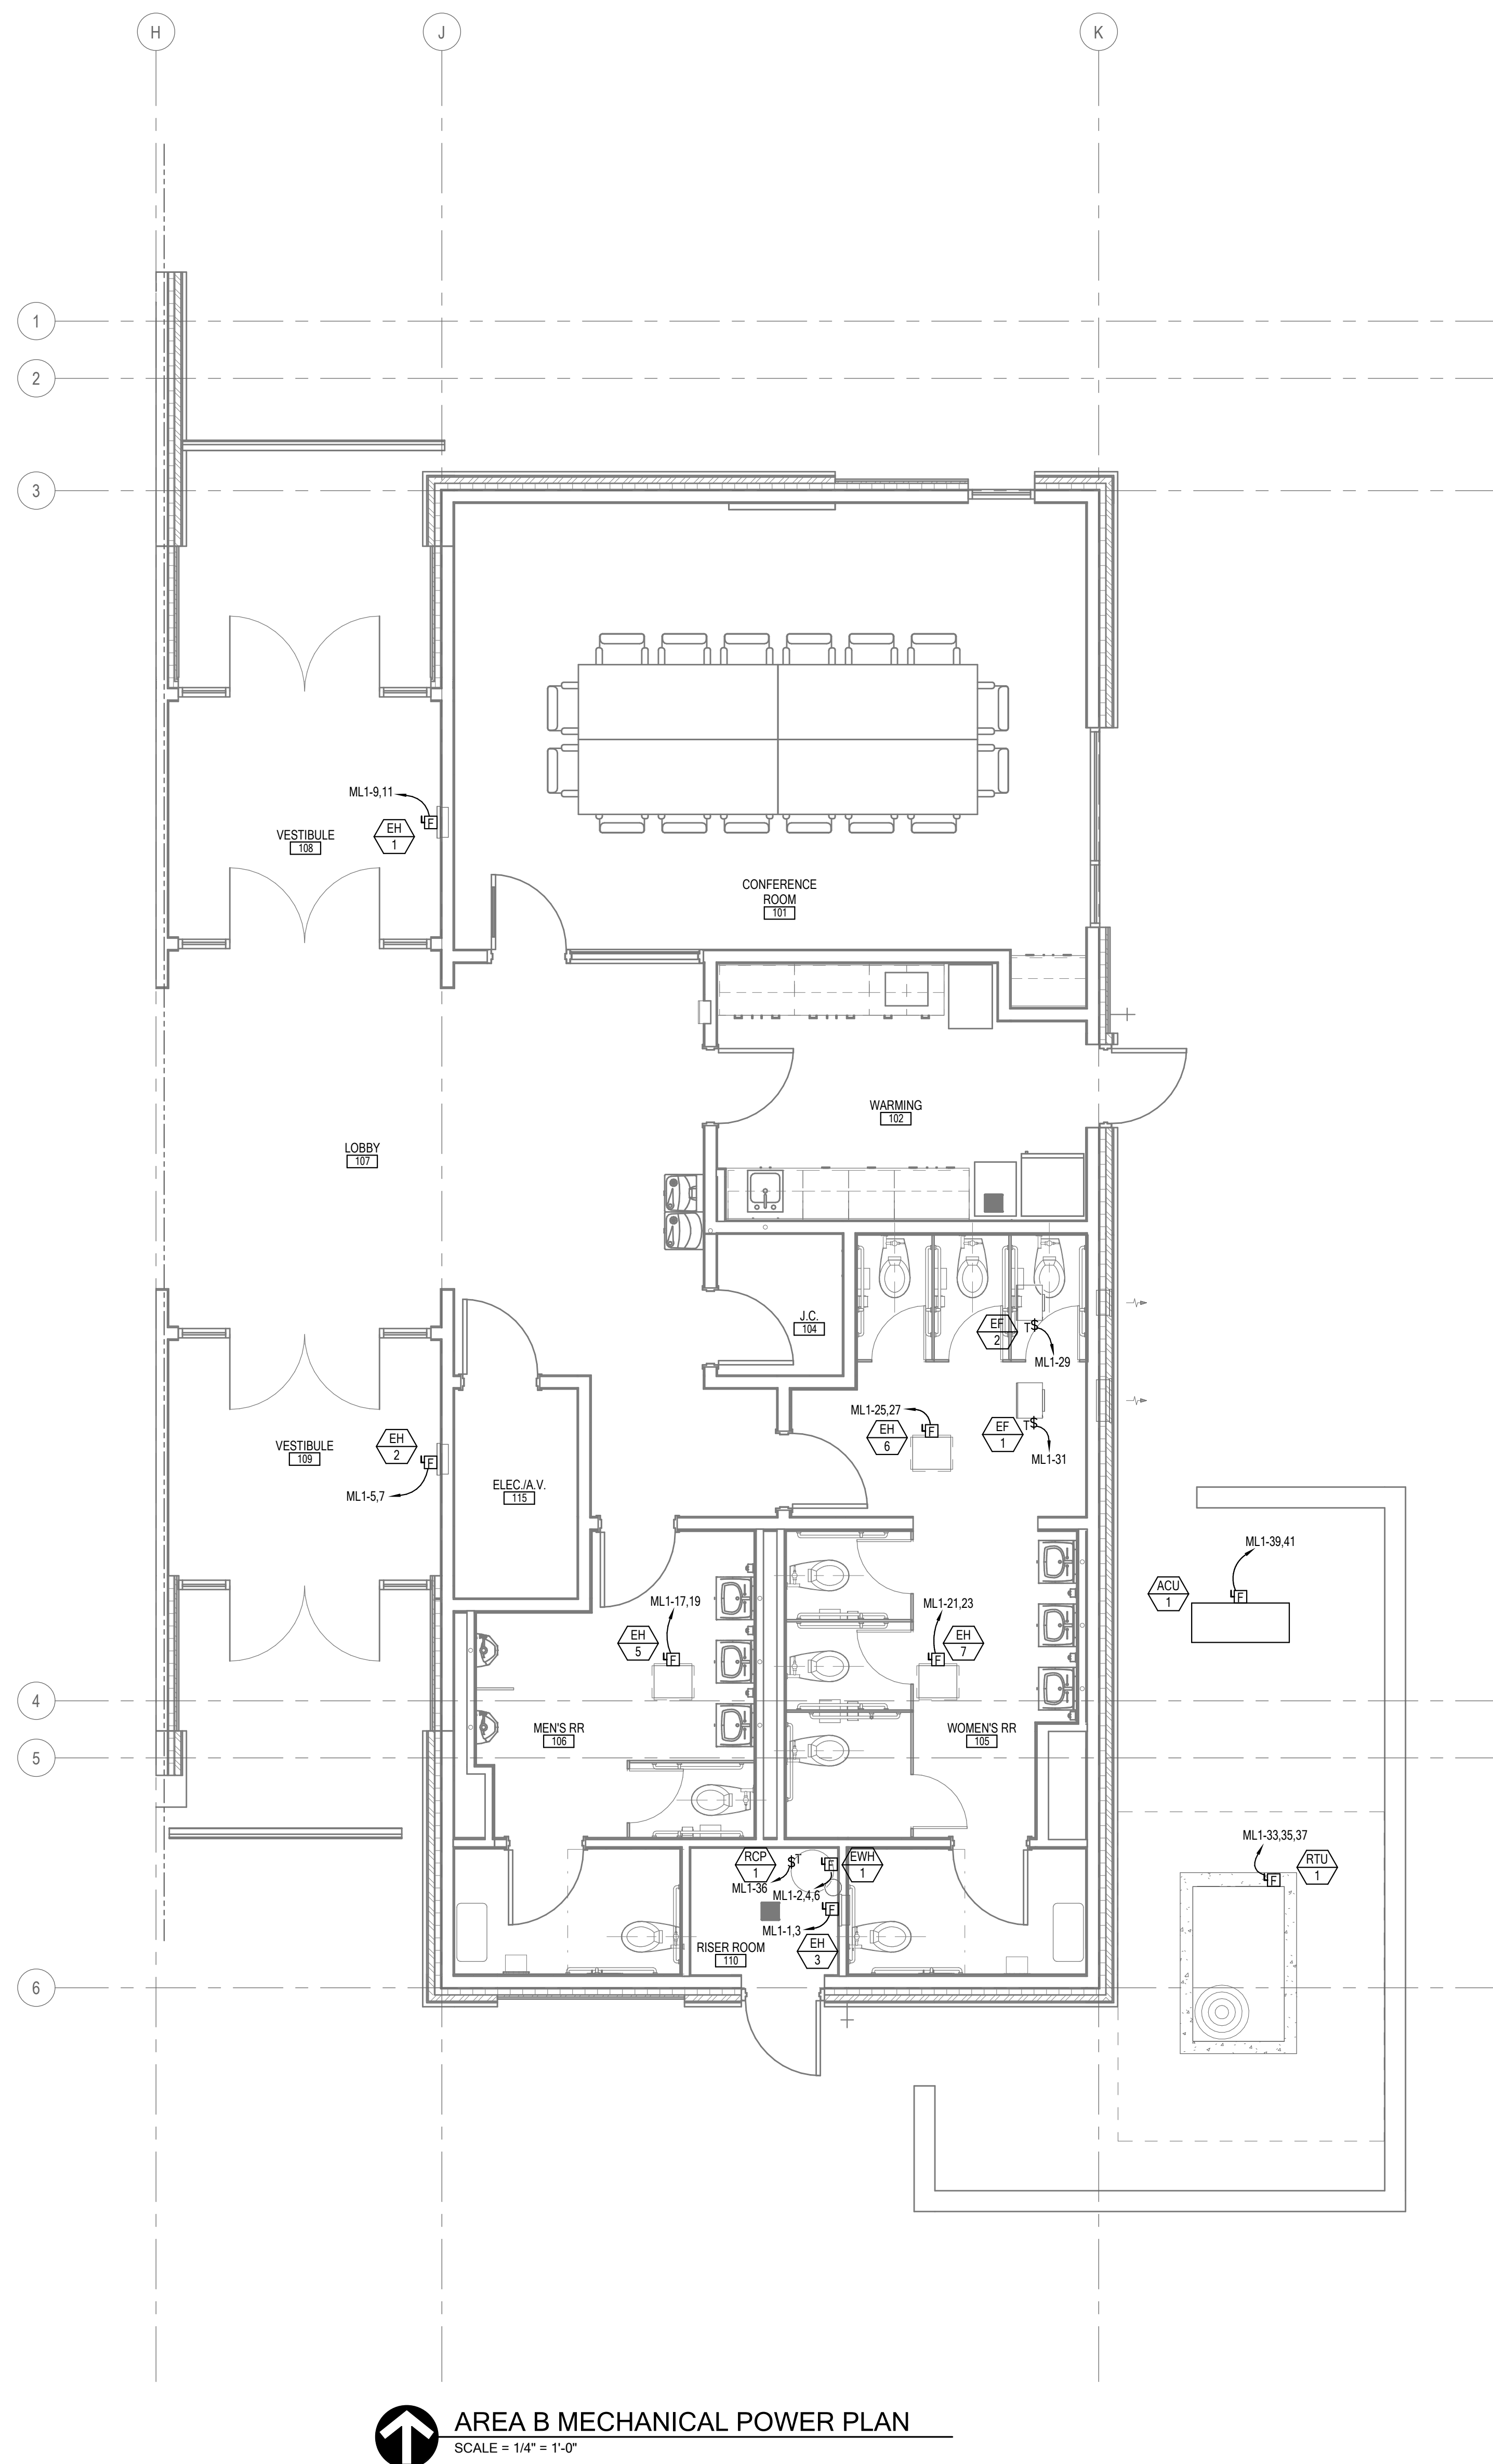 H
J
K
1
2
3
ML1-9,11
EH
1
VESTIBULE
108
CONFERENCE
ROOM
101
WARMING
102
LOBBY
107
J.C.
104
EF
2
T$
ML1-29
ML1-25,27
EH
6
EF
1
T$
ML1-31
VESTIBULE
109
EH
2
ML1-5,7
ELEC./A.V.
115
ML1-39,41
ACU
1
ML1-17,19
EH
5
ML1-21,23
EH
7
4
MEN'S RR
106
WOMEN'S RR
105
5
ML1-33,35,37
RTU
1
RCP
1
$T
EWH
1
ML1-36
ML1-2,4,6
ML1-1,3
RISER ROOM
110
EH
3
6
F
F
F
F
F
F
F
F
F
AREA B MECHANICAL POWER PLAN
SCALE = 1/4" = 1'-0"